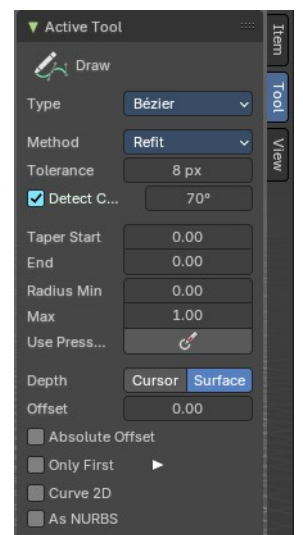 Active Tool
Draw
Type Bézier
Method Refit
Tolerance 8 px
Detect C... 70°
Taper Start 0.00
End 0.00
Radius Min 0.00
Max 1.00
Use Press...
Depth Cursor Surface
Offset 0.00
Absolute Offset
Only First
Curve 2D
As NURBS
Item
Tool
View